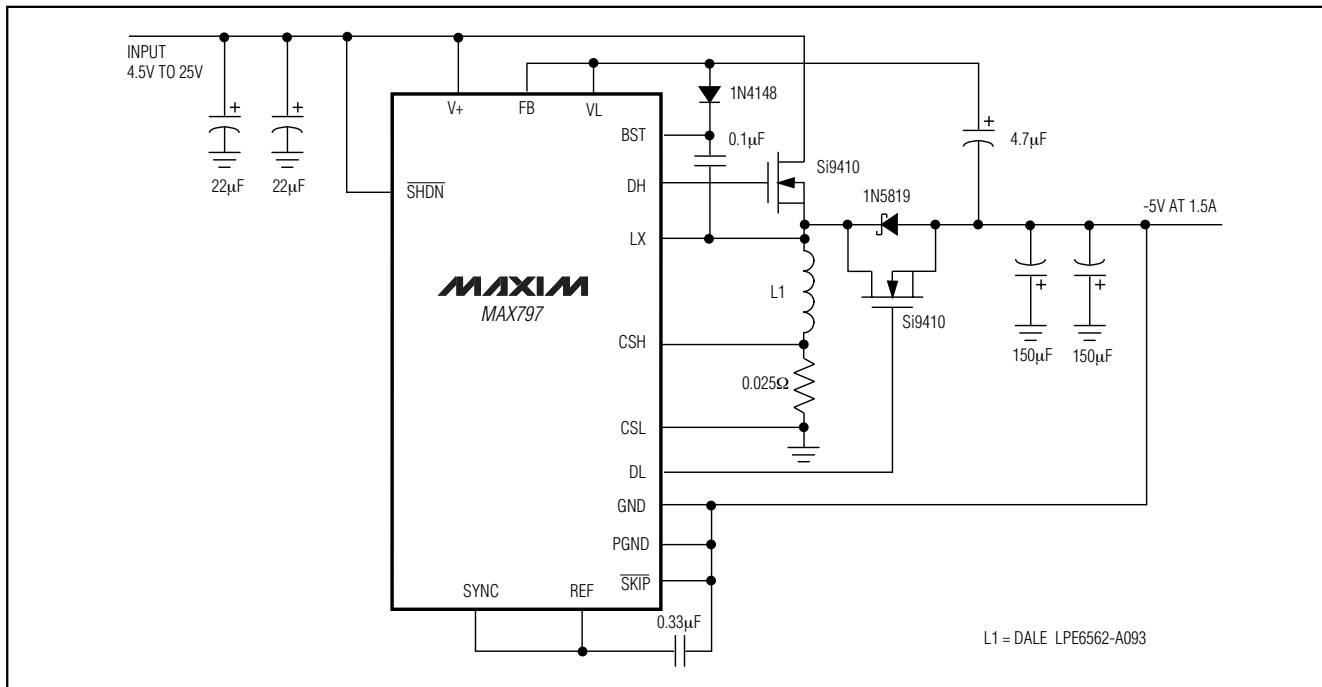 INPUT
4.5V TO 25V
+
+
22µF
22µF
V+
FB
VL
1N4148
BST
0.1µF
+
4.7µF
SHDN
DH
Si9410
1N5819
-5V AT 1.5A
LX
MAXIM
MAX797
L1
Si9410
+
+
150µF
150µF
CSH
0.025Ω
CSL
DL
GND
PGND
SKIP
SYNC
REF
0.33µF
L1 = DALE LPE6562-A093